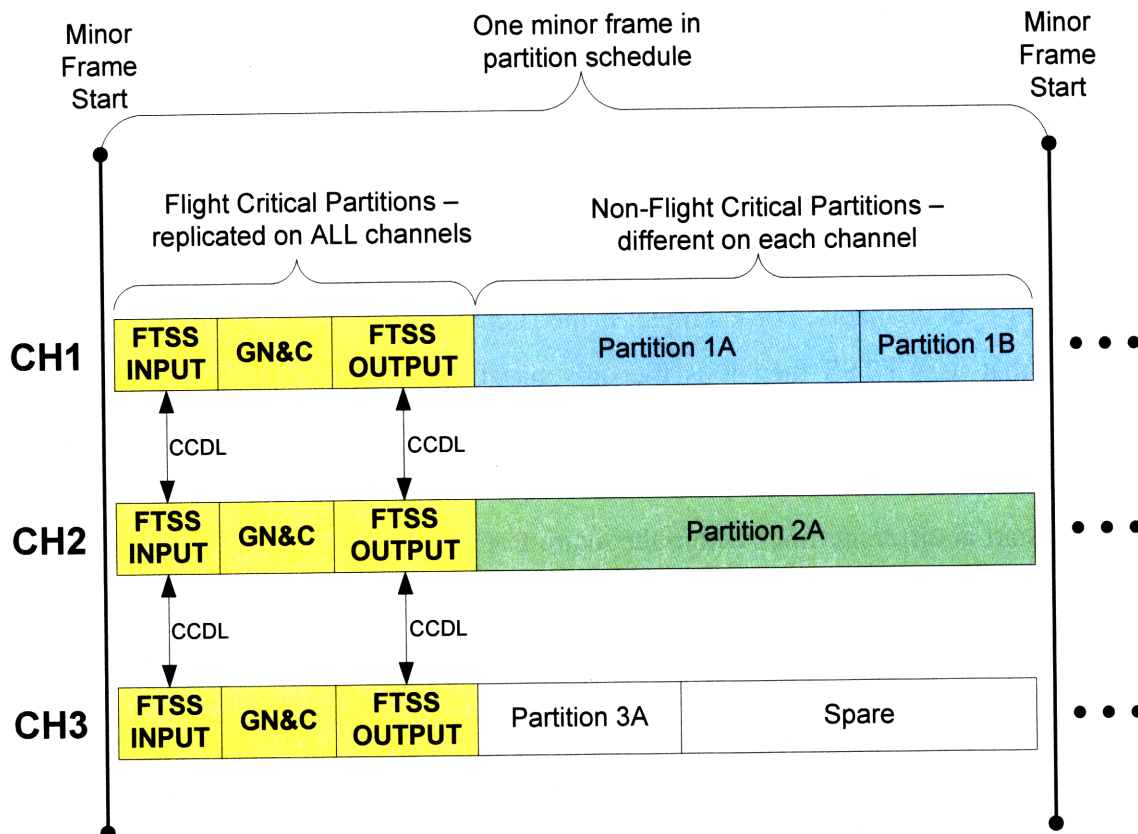 Minor
Frame
Start
One minor frame in
partition schedule
Minor
Frame
Start
Flight Critical Partitions –
replicated on ALL channels
Non-Flight Critical Partitions –
different on each channel
CH1
FTSS
INPUT
GN&C
FTSS
OUTPUT
Partition 1A
Partition 1B
CCDL
CCDL
CH2
FTSS
INPUT
GN&C
FTSS
OUTPUT
Partition 2A
CCDL
CCDL
CH3
FTSS
INPUT
GN&C
FTSS
OUTPUT
Partition 3A
Spare